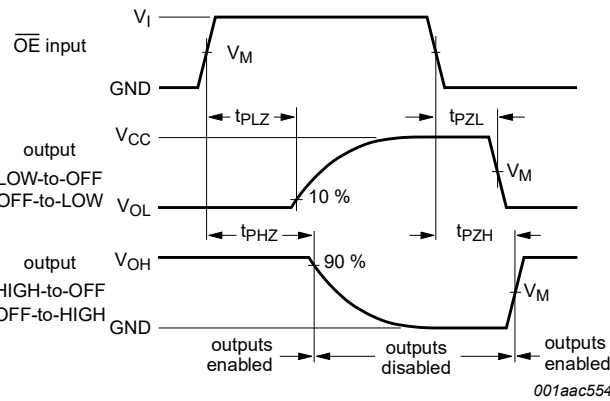 V_I
OE input
V_M
GND
t_PLZ
t_PZL
V_CC
output
LOW-to-OFF
OFF-to-LOW
V_M
10 %
V_OL
t_PHZ
t_PZH
output
HIGH-to-OFF
OFF-to-HIGH
V_OH
90 %
V_M
GND
outputs
enabled
outputs
disabled
outputs
enabled
001aac554